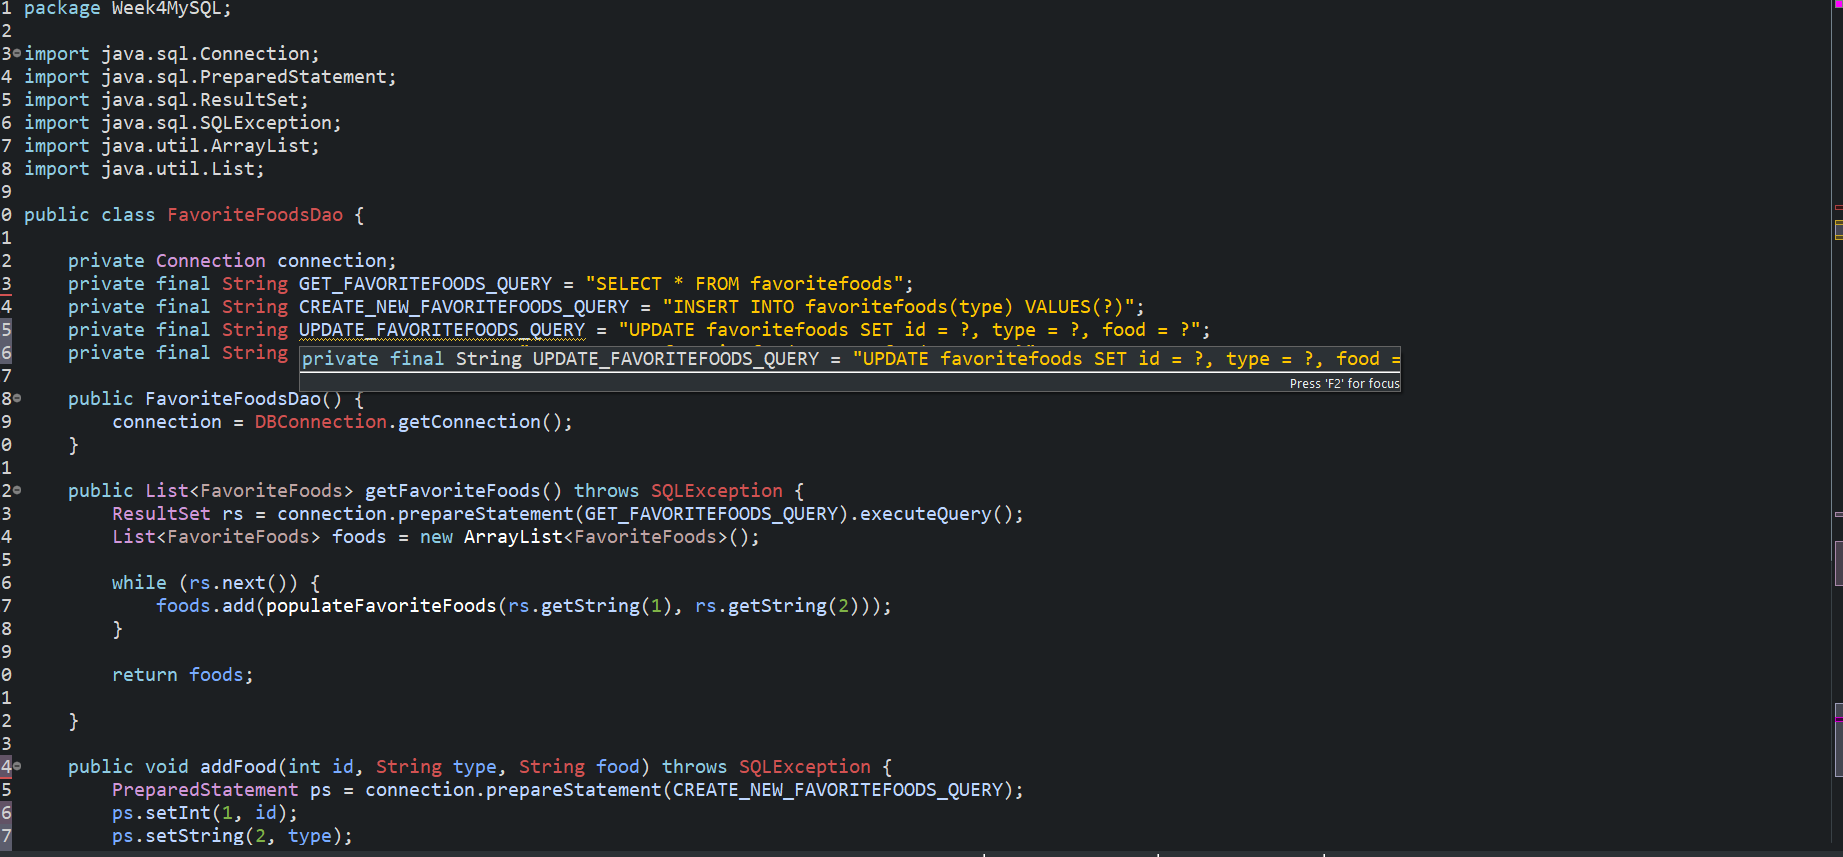 1 package Week4MySQL;
2
3 import java.sql.Connection;
4 import java.sql.PreparedStatement;
5 import java.sql.ResultSet;
6 import java.sql.SQLException;
7 import java.util.ArrayList;
8 import java.util.List;
9
0 public class FavoriteFoodsDao {
1
2 private Connection connection;
3 private final String GET_FAVORITEFOODS_QUERY = "SELECT * FROM favoritefoods";
4 private final String CREATE_NEW_FAVORITEFOODS_QUERY = "INSERT INTO favoritefoods(type) VALUES(?)";
5 private final String UPDATE_FAVORITEFOODS_QUERY = "UPDATE favoritefoods SET id = ?, type = ?, food = ?";
6 private final String
private final String UPDATE_FAVORITEFOODS_QUERY = "UPDATE favoritefoods SET id = ?, type = ?, food =
Press 'F2' for focus
7
8 public FavoriteFoodsDao() {
9 connection = DBConnection.getConnection();
0 }
1
2 public List<FavoriteFoods> getFavoriteFoods() throws SQLException {
3 ResultSet rs = connection.prepareStatement(GET_FAVORITEFOODS_QUERY).executeQuery();
4 List<FavoriteFoods> foods = new ArrayList<FavoriteFoods>();
5
6 while (rs.next()) {
7 foods.add(populateFavoriteFoods(rs.getString(1), rs.getString(2)));
8 }
9
0 return foods;
1
2 }
3
4 public void addFood(int id, String type, String food) throws SQLException {
5 PreparedStatement ps = connection.prepareStatement(CREATE_NEW_FAVORITEFOODS_QUERY);
6 ps.setInt(1, id);
7 ps.setString(2, type);